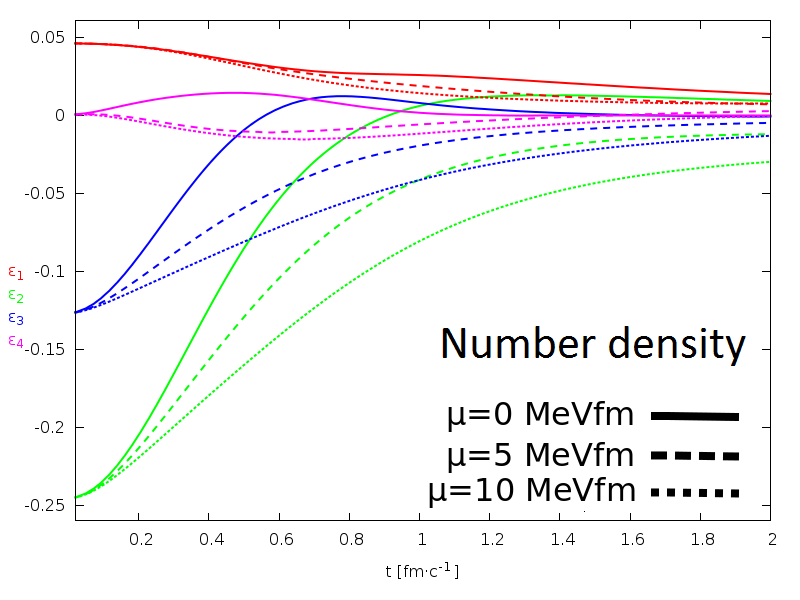 0.05
0
-0.05
-0.1
-0.15
-0.2
-0.25
ε1
ε2
ε3
ε4
Number density
μ=0 MeVfm
μ=5 MeVfm
μ=10 MeVfm
0.2 0.4 0.6 0.8 1 1.2 1.4 1.6 1.8 2
t [fm·c-1]